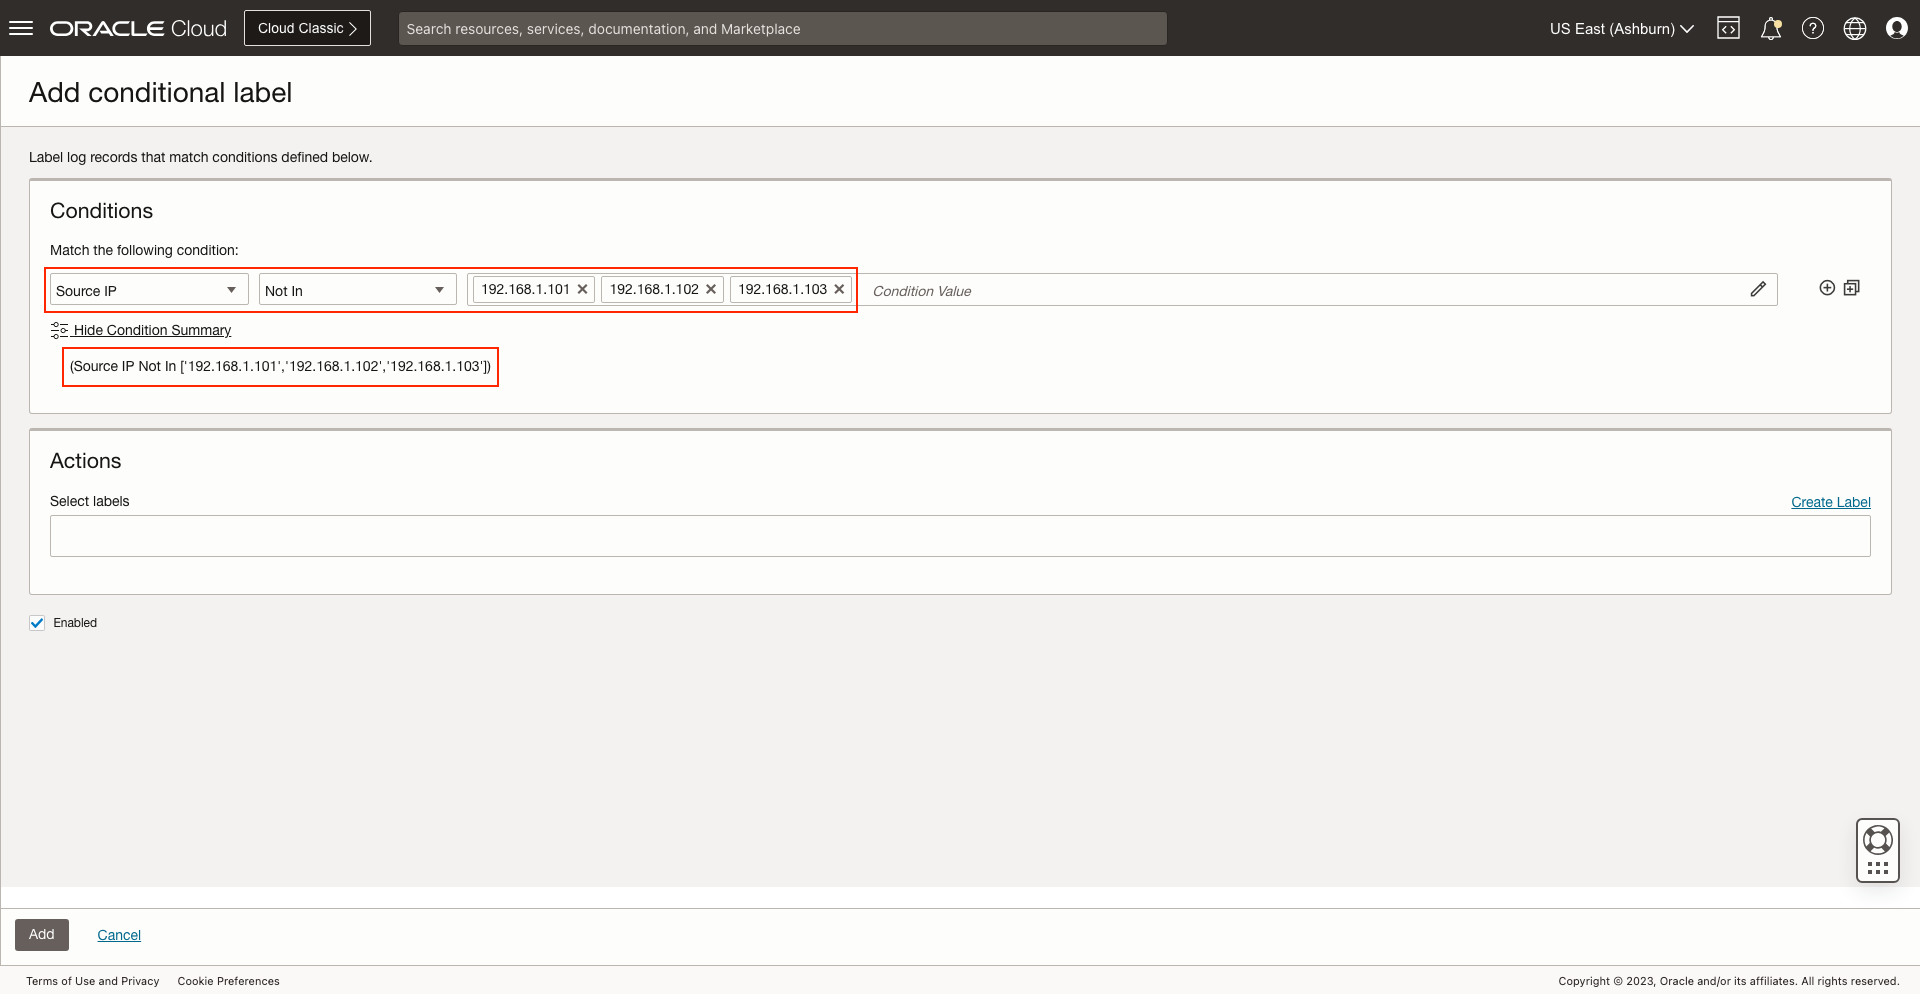 ORACLE Cloud Cloud Classic Search resources, services, documentation, and Marketplace US East (Ashburn)
Add conditional label
Label log records that match conditions defined below.
Conditions
Match the following condition:
Source IP Not In 192.168.1.101 192.168.1.102 192.168.1.103 Condition Value
Hide Condition Summary
(Source IP Not In ['192.168.1.101','192.168.1.102','192.168.1.103'])
Actions
Select labels Create Label
Enabled
Add Cancel
Terms of Use and Privacy Cookie Preferences Copyright © 2023, Oracle and/or its affiliates. All rights reserved.